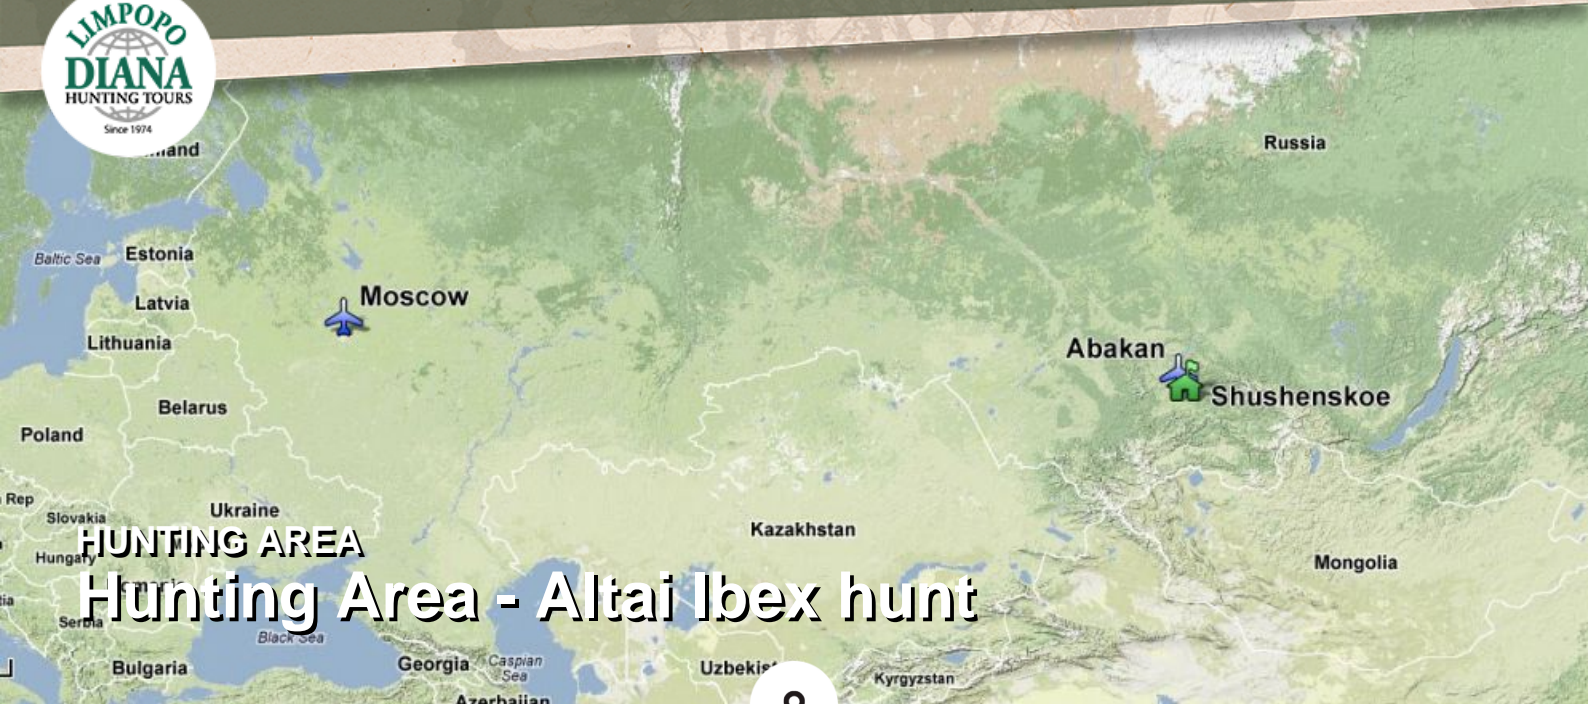 LIMPOPO
DIANA
HUNTING TOURS
Since 1974
Russia
Baltic Sea
Estonia
Moscow
Latvia
Lithuania
Abakan
Shushenskoe
Belarus
Poland
Rep
Slovakia
Ukraine
Kazakhstan
HUNTING AREA
Hungary
Mongolia
Hunting Area - Altai Ibex hunt
Serbia
Black Sea
Bulgaria
Georgia
Caspian
Sea
Kyrgyzstan